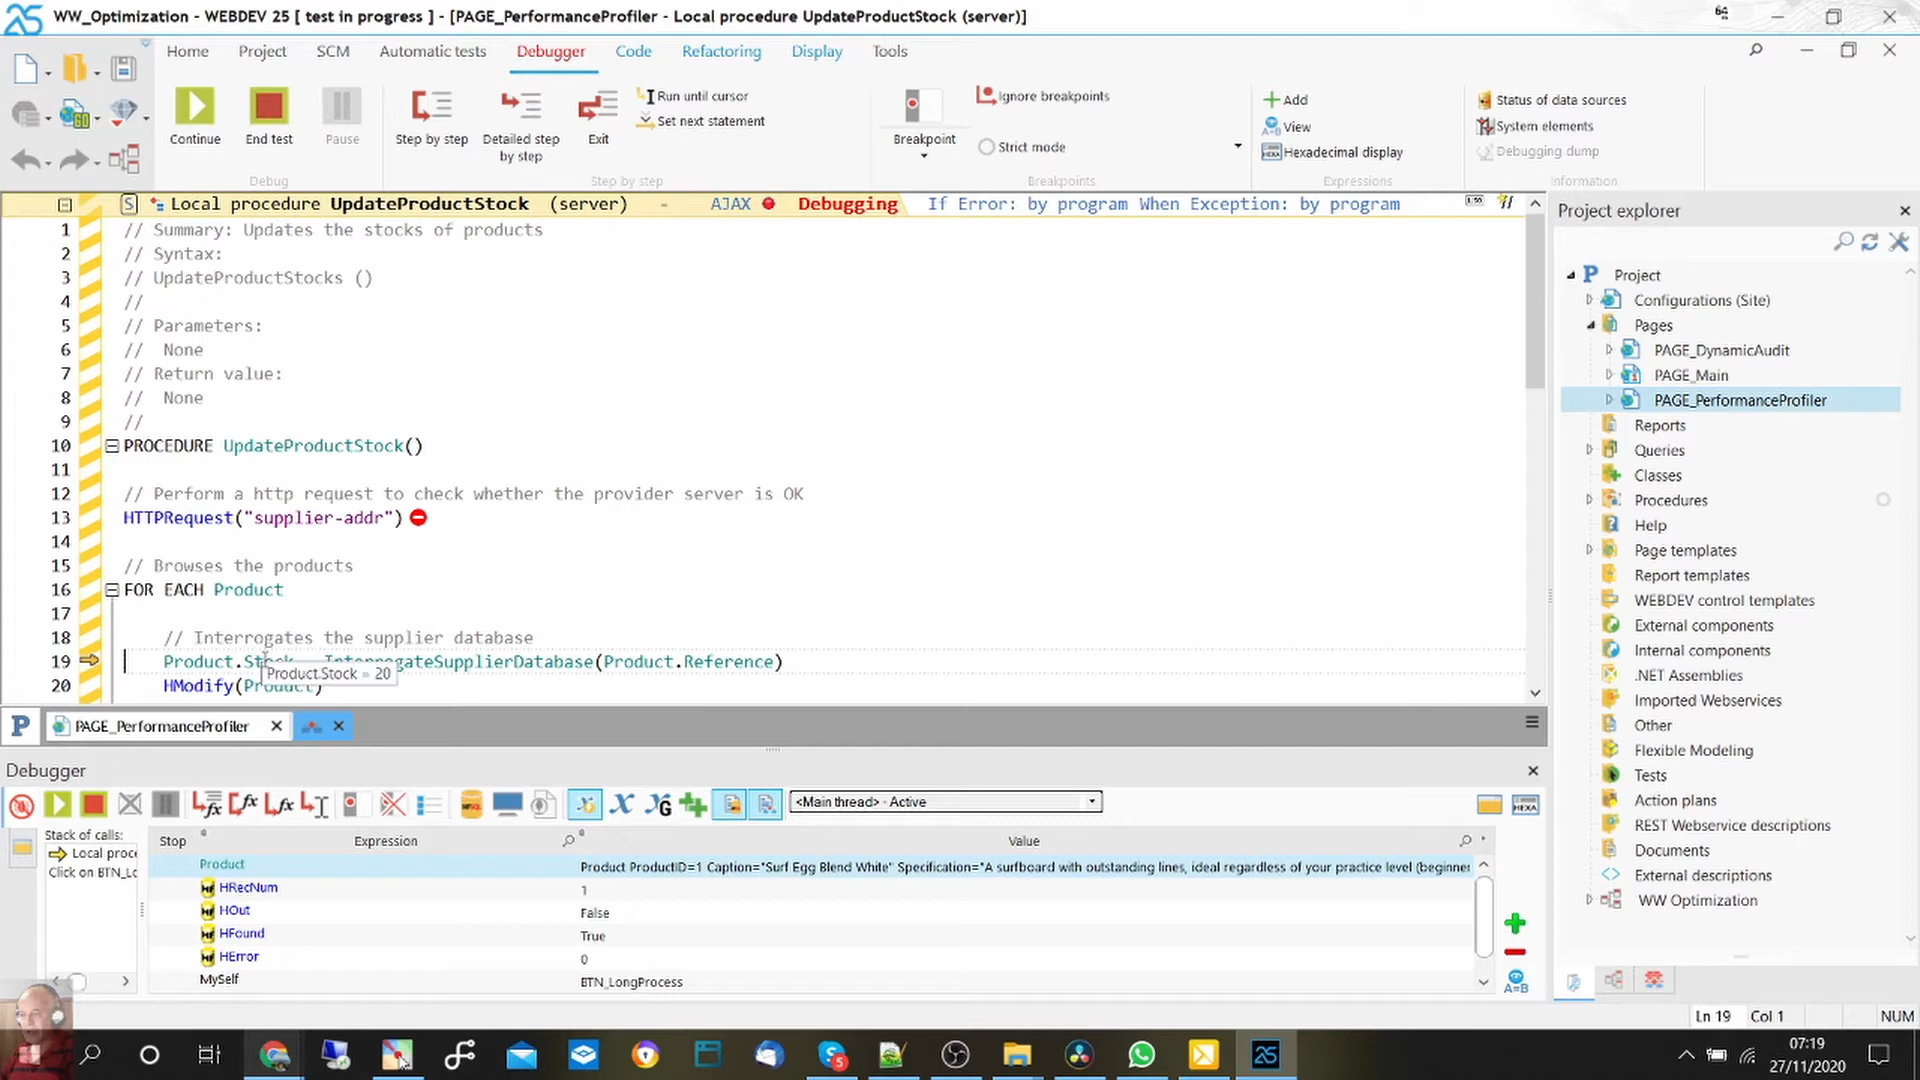 WW_Optimization - WEBDEV 25 [ test in progress ] - [PAGE_PerformanceProfiler - Local procedure UpdateProductStock (server)]
64
Home Project SCM Automatic tests Debugger Code Refactoring Display Tools
Continue
End test
Pause
Debug
Step by step
Detailed step by step
Exit
Run until cursor
Set next statement
Step by step
Breakpoint
Ignore breakpoints
Strict mode
Breakpoints
Add
View
Hexadecimal display
Expressions
Status of data sources
System elements
Debugging dump
Information
S Local procedure UpdateProductStock (server) - AJAX Debugging If Error: by program When Exception: by program
1 // Summary: Updates the stocks of products
2 // Syntax:
3 // UpdateProductStocks ()
4 //
5 // Parameters:
6 // None
7 // Return value:
8 // None
9 //
10 PROCEDURE UpdateProductStock()
11
12 // Perform a http request to check whether the provider server is OK
13 HTTPRequest("supplier-addr")
14
15 // Browses the products
16 FOR EACH Product
17
18 // Interrogates the supplier database
19 Product.Stock InterrogateSupplierDatabase(Product.Reference)
Product.Stock = 20
20 HModify(Product)
P PAGE_PerformanceProfiler
Debugger
<Main thread> - Active
HEXA
Stack of calls:
Local proce
Click on BTN_Lo
Stop Expression Value
Product Product ProductID=1 Caption="Surf Egg Blend White" Specification="A surfboard with outstanding lines, ideal regardless of your practice level (beginner
HRecNum 1
HOut False
HFound True
HError 0
MySelf BTN_LongProcess
A=B
Project explorer
Project
Configurations (Site)
Pages
PAGE_DynamicAudit
PAGE_Main
PAGE_PerformanceProfiler
Reports
Queries
Classes
Procedures
Help
Page templates
Report templates
WEBDEV control templates
External components
Internal components
.NET Assemblies
Imported Webservices
Other
Flexible Modeling
Tests
Action plans
REST Webservice descriptions
Documents
External descriptions
WW Optimization
Ln 19 Col 1 NUM
07:19
27/11/2020